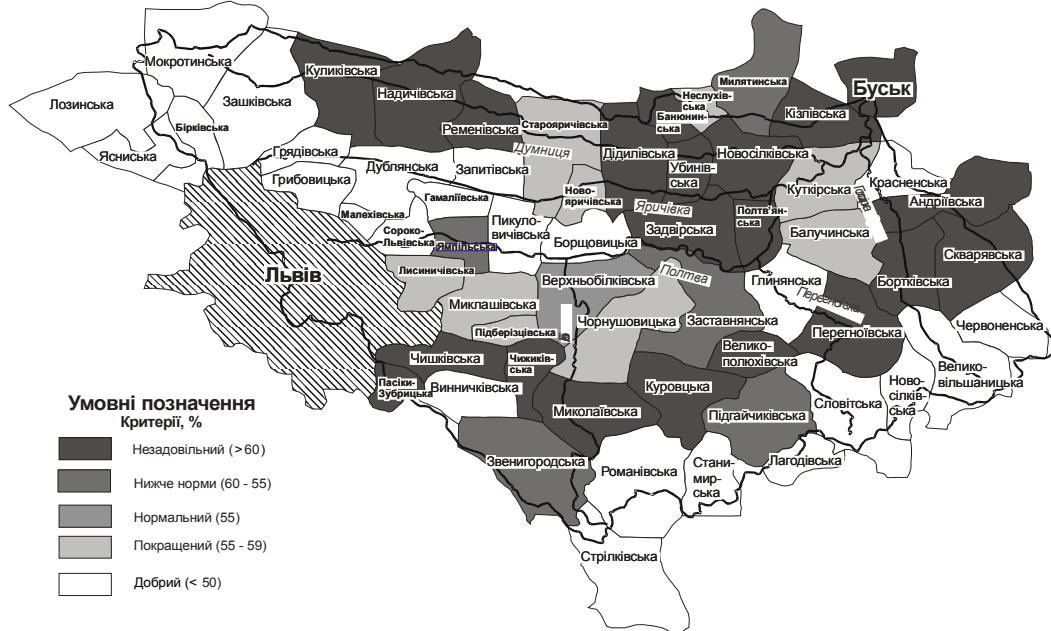 Мокротинська
Лозинська
Зашківська
Бірківська
Ясниська
Куликівська
Надичівська
Ременівська
Грядівська
Грибовицька
Дублянська
Запитівська
Малехівська
Гамаліївська
Старояричівська
Думниця
Ново-
яричівська
Дідилівська
Неслухів-
ська
Банюнин-
ська
Милятинська
Буськ
Кізлівська
Новосілківська
Убинів-
ська
Куткірська
Красненська
Андріївська
Яричівка
Задвірська
Полтв'ян-
ська
Балучинська
Скварявська
Сороко-
Львівська
Ямпільська
Пикуло-
вичівська
Борщовицька
Львів
Лисиничівська
Верхньобілківська
Полтва
Глинянська
Перегновка
Бортківська
Миклашівська
Підберізцівська
Чорнушовицька
Заставнянська
Перегноївська
Червоненська
Чишківська
Чижиків-
ська
Велико-
полюхівська
Велико-
вільшаницька
Пасіки-
Зубрицька
Винничківська
Куровцька
Ново-
сілків-
ська
Миколаївська
Підгайчиківська
Словітська
Звенигородська
Романівська
Стани-
мир-
ська
Лагодівська
Стрілківська
Умовні позначення
Критерії, %
Незадовільний (>60)
Нижче норми (60 - 55)
Нормальний (55)
Покращений (55 - 59)
Добрий (< 50)